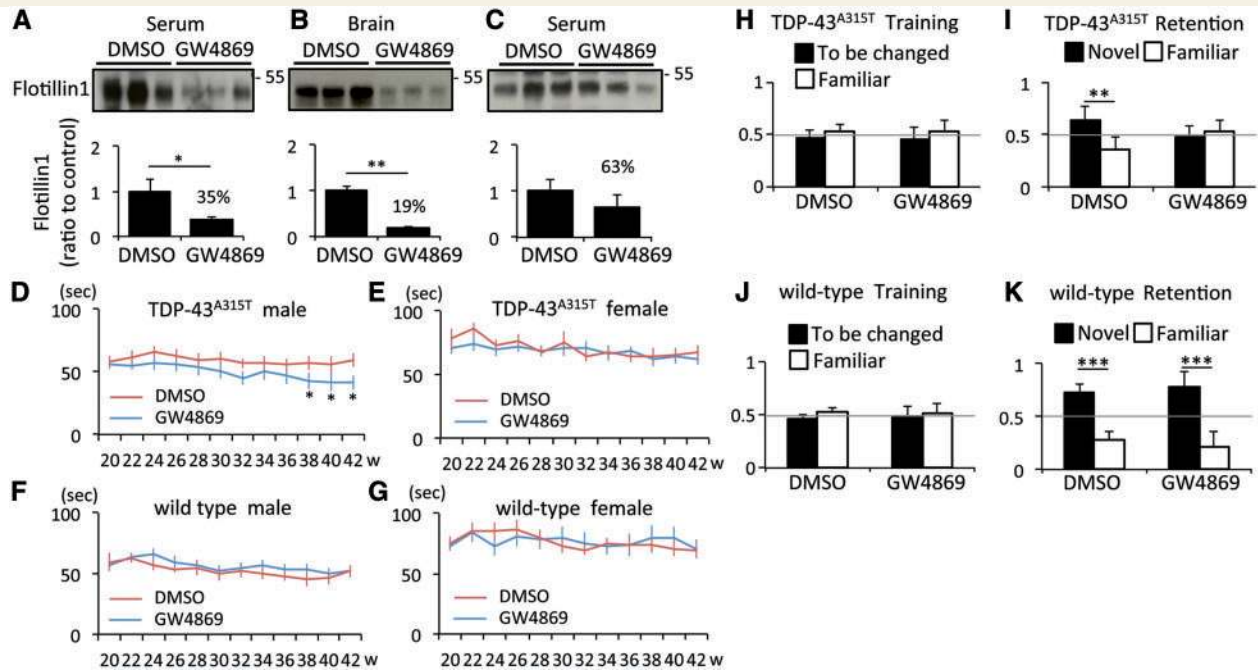 A
Serum
DMSO GW4869
Flotillin1
- 55
Flotillin1
(ratio to control)
2
1
0
*
35%
DMSO GW4869
B
Brain
DMSO GW4869
- 55
2
1
0
**
19%
DMSO GW4869
C
Serum
DMSO GW4869
- 55
2
1
0
63%
DMSO GW4869
D
(sec)
TDP-43A315T male
100
50
0
DMSO
GW4869
* * *
20 22 24 26 28 30 32 34 36 38 40 42 w
E
(sec)
TDP-43A315T female
100
50
0
DMSO
GW4869
20 22 24 26 28 30 32 34 36 38 40 42 w
F
(sec)
wild type male
100
50
0
DMSO
GW4869
20 22 24 26 28 30 32 34 36 38 40 42 w
G
(sec)
wild-type female
100
50
0
DMSO
GW4869
20 22 24 26 28 30 32 34 36 38 40 42 w
H
TDP-43A315T Training
To be changed
Familiar
1
0.5
0
DMSO GW4869
I
TDP-43A315T Retention
Novel Familiar
1
0.5
0
**
DMSO GW4869
J
wild-type Training
To be changed
Familiar
1
0.5
0
DMSO GW4869
K
wild-type Retention
Novel Familiar
1
0.5
0
*** ***
DMSO GW4869